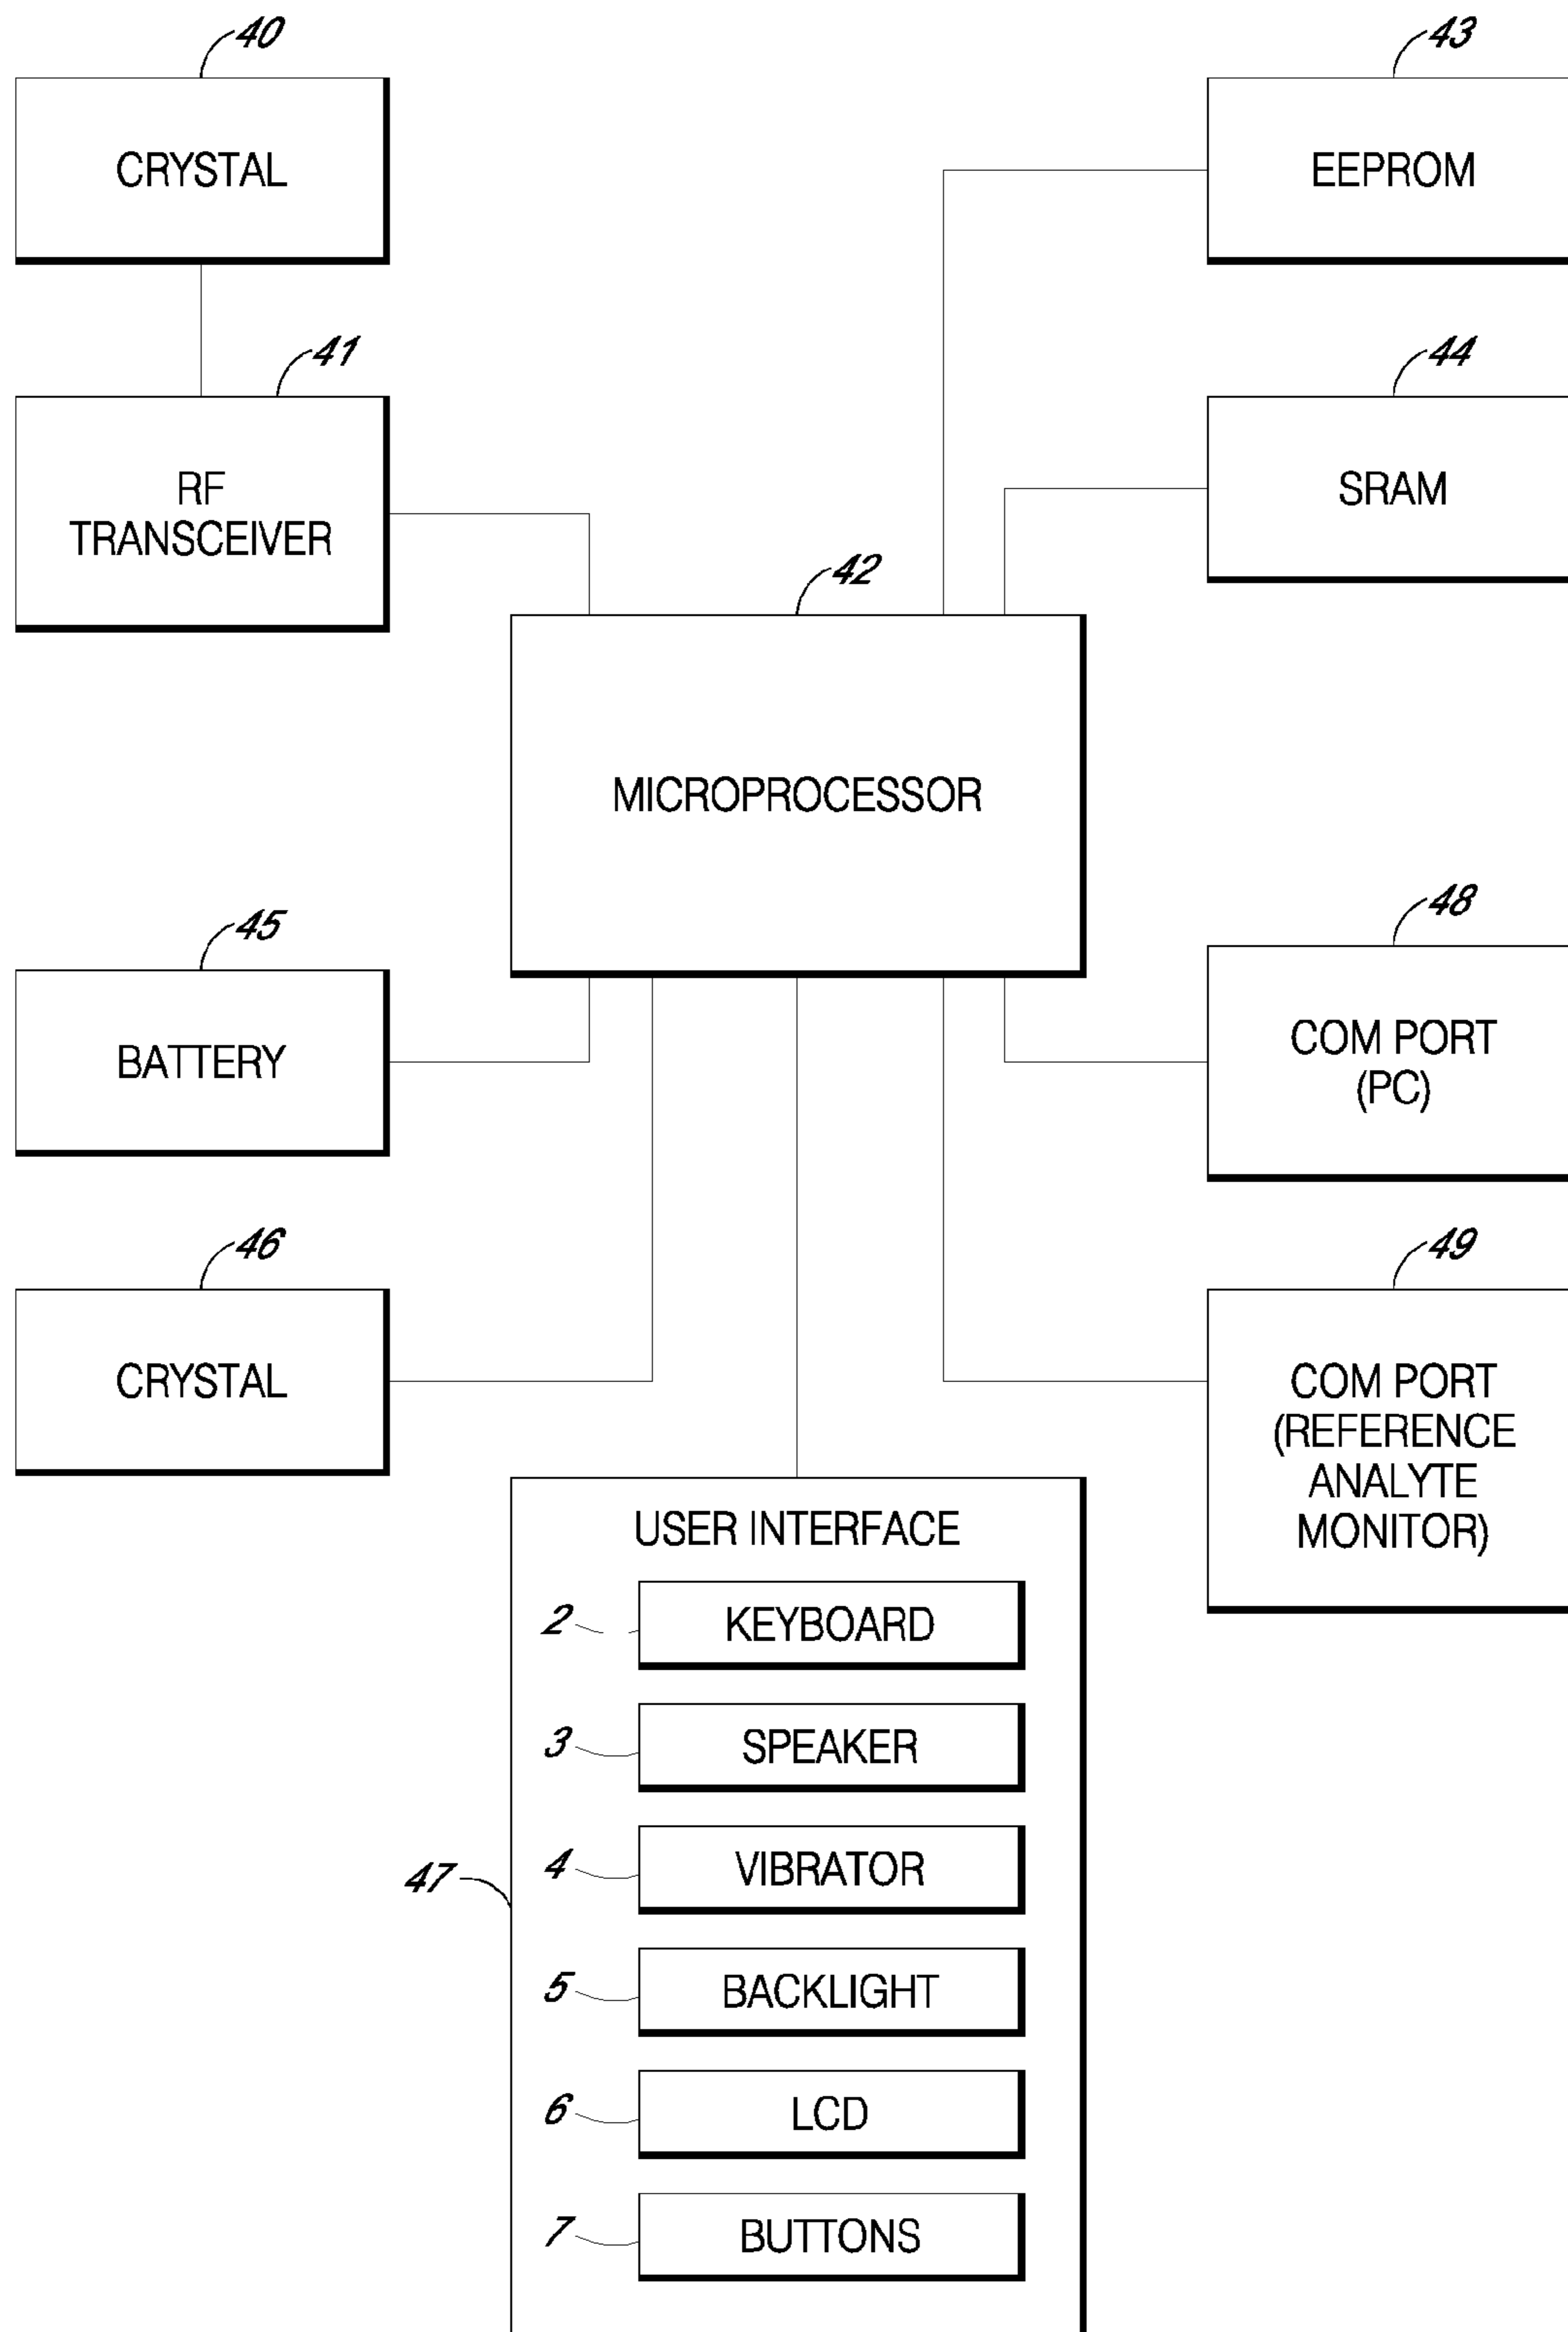 40
CRYSTAL
43
EEPROM
41
RF
TRANSCEIVER
44
SRAM
42
MICROPROCESSOR
45
BATTERY
48
COM PORT
(PC)
46
CRYSTAL
49
COM PORT
(REFERENCE
ANALYTE
MONITOR)
47
USER INTERFACE
2
KEYBOARD
3
SPEAKER
4
VIBRATOR
5
BACKLIGHT
6
LCD
7
BUTTONS